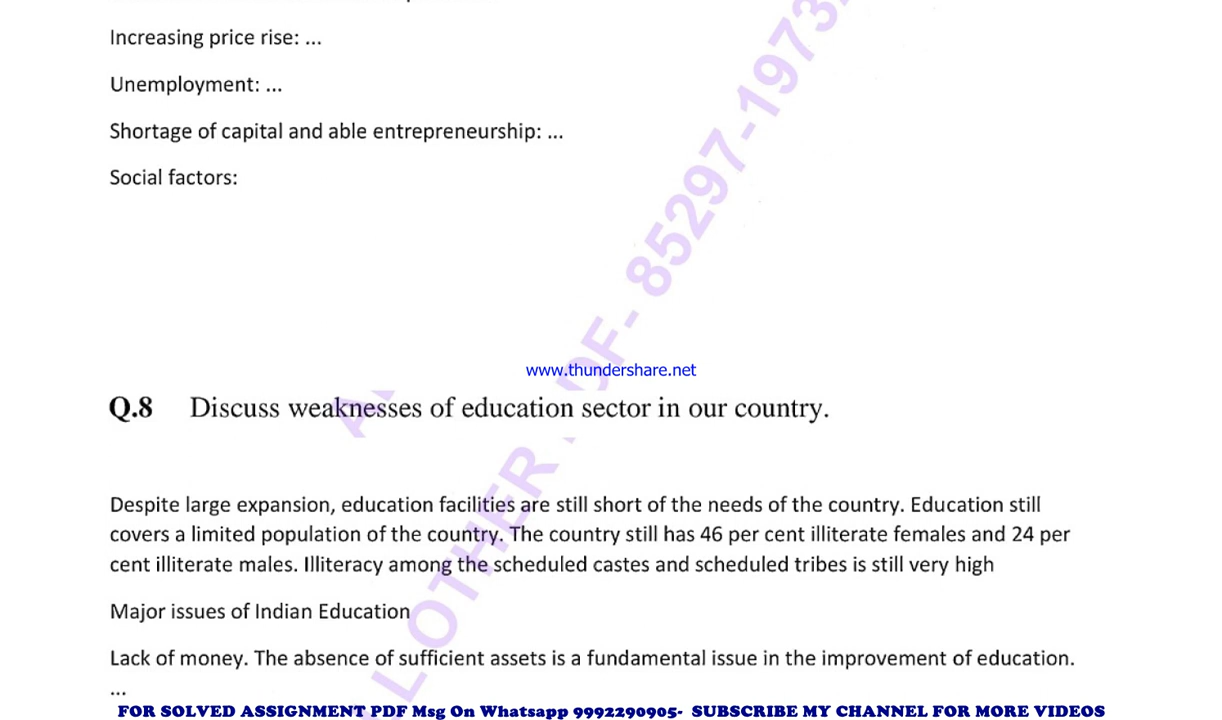 Increasing price rise: ...
Unemployment: ...
Shortage of capital and able entrepreneurship: ...
Social factors:
www.thundershare.net
Q.8 Discuss weaknesses of education sector in our country.
Despite large expansion, education facilities are still short of the needs of the country. Education still
covers a limited population of the country. The country still has 46 per cent illiterate females and 24 per
cent illiterate males. Illiteracy among the scheduled castes and scheduled tribes is still very high
Major issues of Indian Education
Lack of money. The absence of sufficient assets is a fundamental issue in the improvement of education.
...
FOR SOLVED ASSIGNMENT PDF Msg On Whatsapp 9992290905- SUBSCRIBE MY CHANNEL FOR MORE VIDEOS